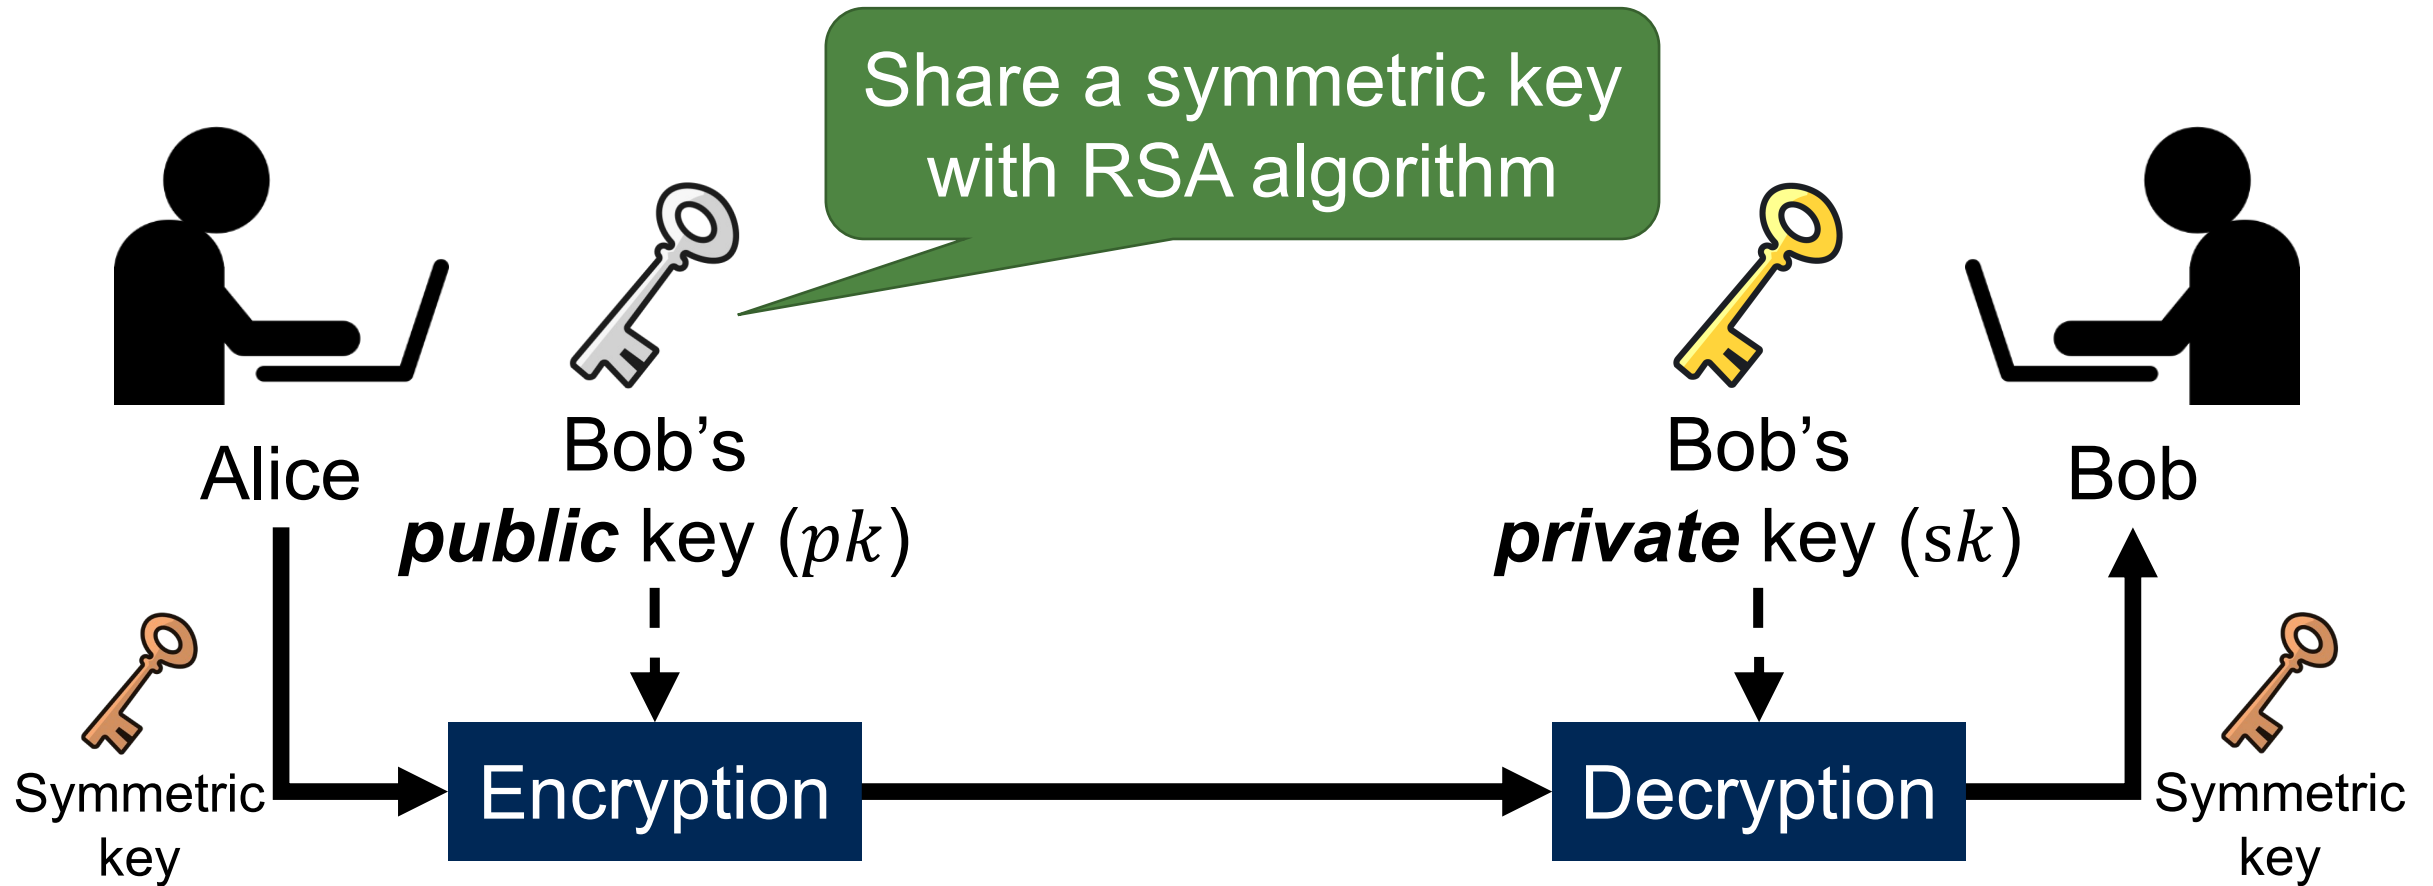 Share a symmetric key
with RSA algorithm
Alice
Bob’s
public key (pk)
Bob’s
private key (sk)
Bob
Symmetric
key
Encryption
Decryption
Symmetric
key